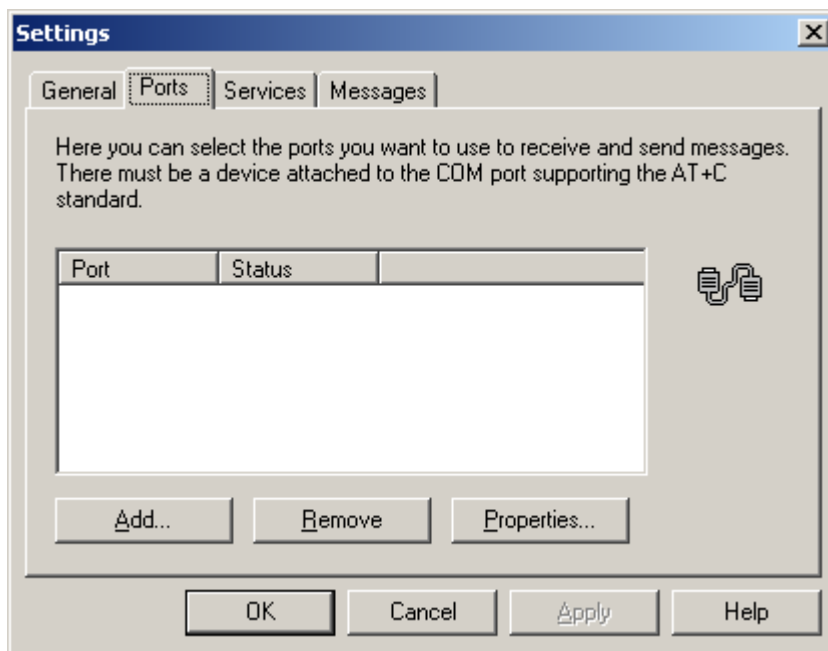 Settings
General Ports Services Messages
Here you can select the ports you want to use to receive and send messages.
There must be a device attached to the COM port supporting the AT+C
standard.
Port Status
Add... Remove Properties...
OK Cancel Apply Help